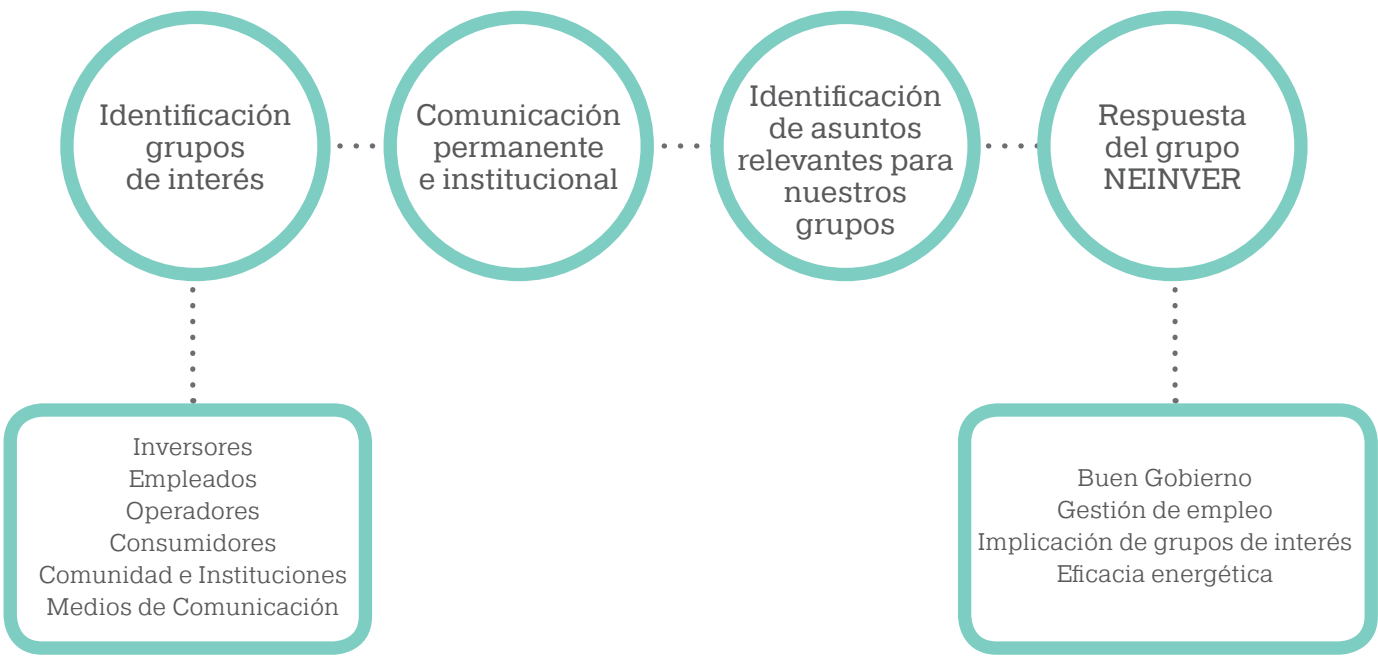 Identificación
grupos
de interés
Comunicación
permanente
e institucional
Identificación
de asuntos
relevantes para
nuestros
grupos
Respuesta
del grupo
NEINVER
Inversores
Empleados
Operadores
Consumidores
Comunidad e Instituciones
Medios de Comunicación
Buen Gobierno
Gestión de empleo
Implicación de grupos de interés
Eficacia energética